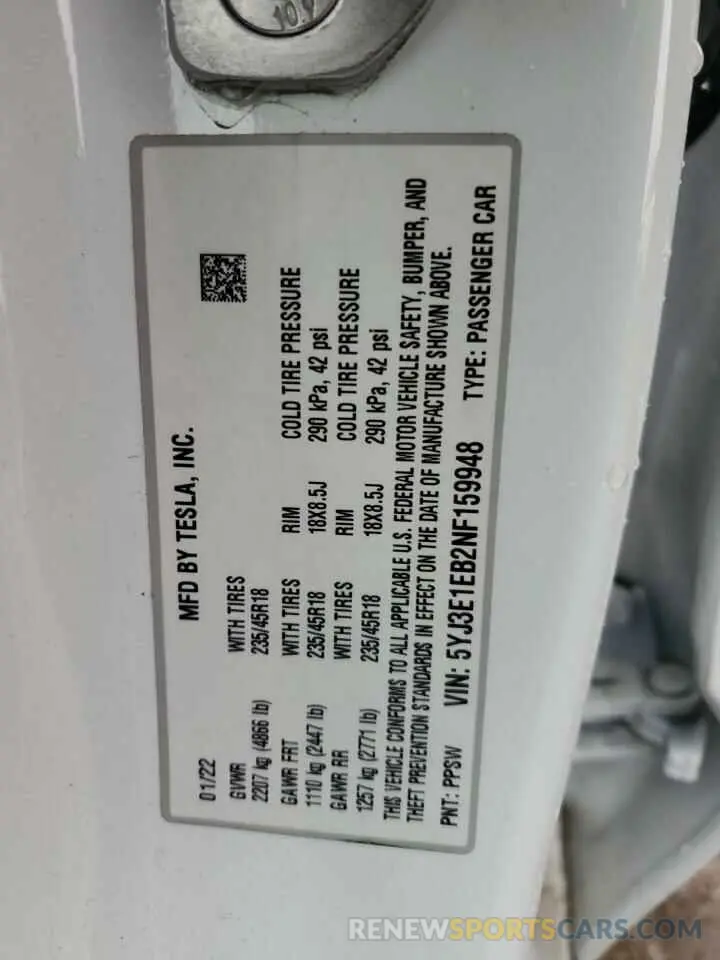 10.9
MFD BY TESLA, INC.
01/22
GVWR WITH TIRES
2207 kg (4866 lb) 235/45R18
GAWR FRT WITH TIRES RIM COLD TIRE PRESSURE
1110 kg (2447 lb) 235/45R18 18X8.5J 290 kPa, 42 psi
GAWR RR WITH TIRES RIM COLD TIRE PRESSURE
1257 kg (2771 lb) 235/45R18 18X8.5J 290 kPa, 42 psi
THIS VEHICLE CONFORMS TO ALL APPLICABLE U.S. FEDERAL MOTOR VEHICLE SAFETY, BUMPER, AND
THEFT PREVENTION STANDARDS IN EFFECT ON THE DATE OF MANUFACTURE SHOWN ABOVE.
PNT: PPSW VIN: 5YJ3E1EB2NF159948 TYPE: PASSENGER CAR
RENEWSPORTSCARS.COM